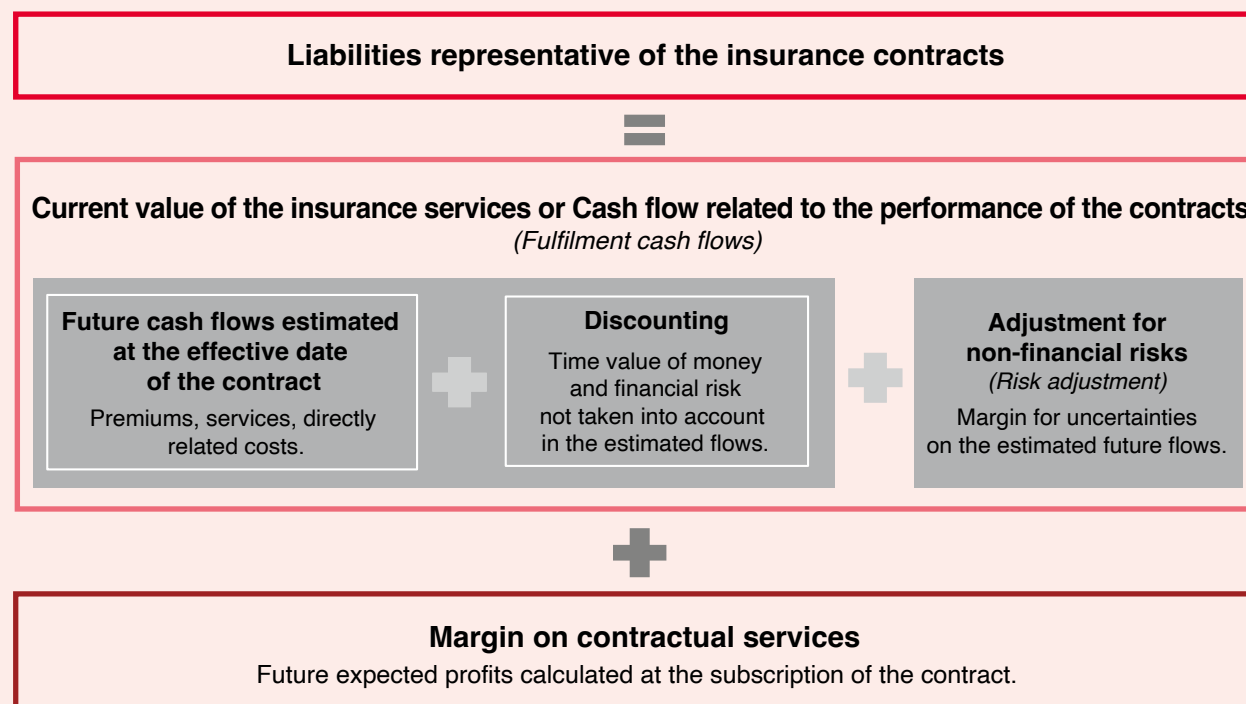 Liabilities representative of the insurance contracts
Current value of the insurance services or Cash flow related to the performance of the contracts
(Fulfilment cash flows)
Future cash flows estimated
at the effective date
of the contract
Premiums, services, directly
related costs.
Discounting
Time value of money
and financial risk
not taken into account
in the estimated flows.
Adjustment for
non-financial risks
(Risk adjustment)
Margin for uncertainties
on the estimated future flows.
Margin on contractual services
Future expected profits calculated at the subscription of the contract.